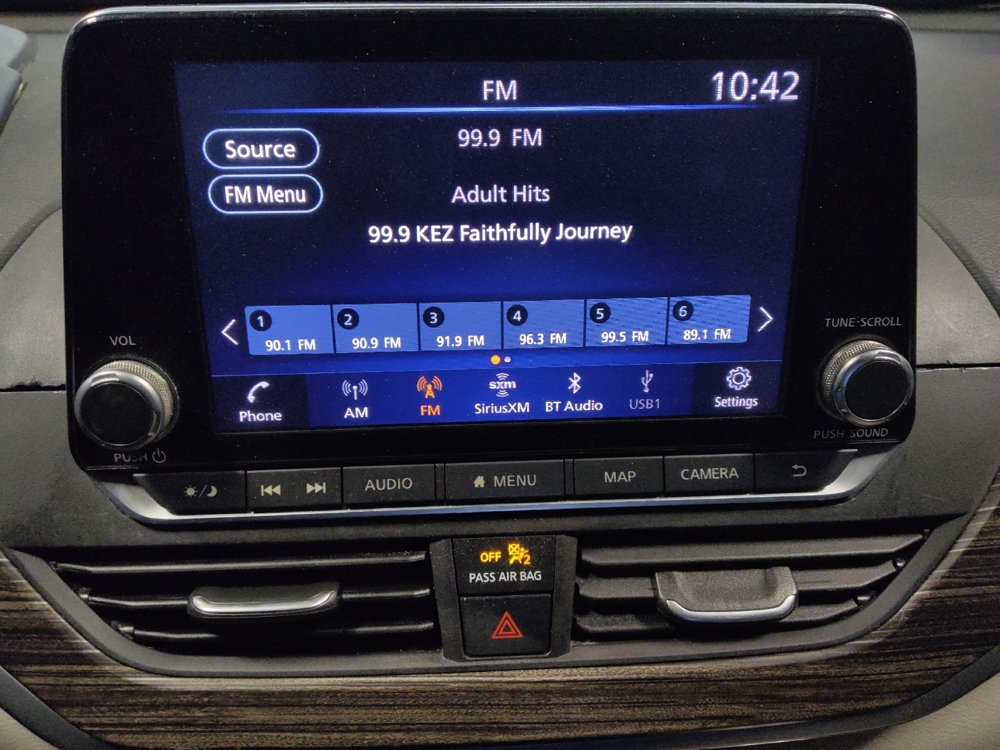 FM
10:42
99.9 FM
Source
FM Menu
Adult Hits
99.9 KEZ Faithfully Journey
1 2 3 4 5 6
90.1 FM 90.9 FM 91.9 FM 96.3 FM 99.5 FM 89.1 FM
VOL
TUNE·SCROLL
Phone
AM
FM
sxm
SiriusXM
BT Audio
USB1
Settings
PUSH
PUSH SOUND
AUDIO
MENU
MAP
CAMERA
OFF 2
PASS AIR BAG